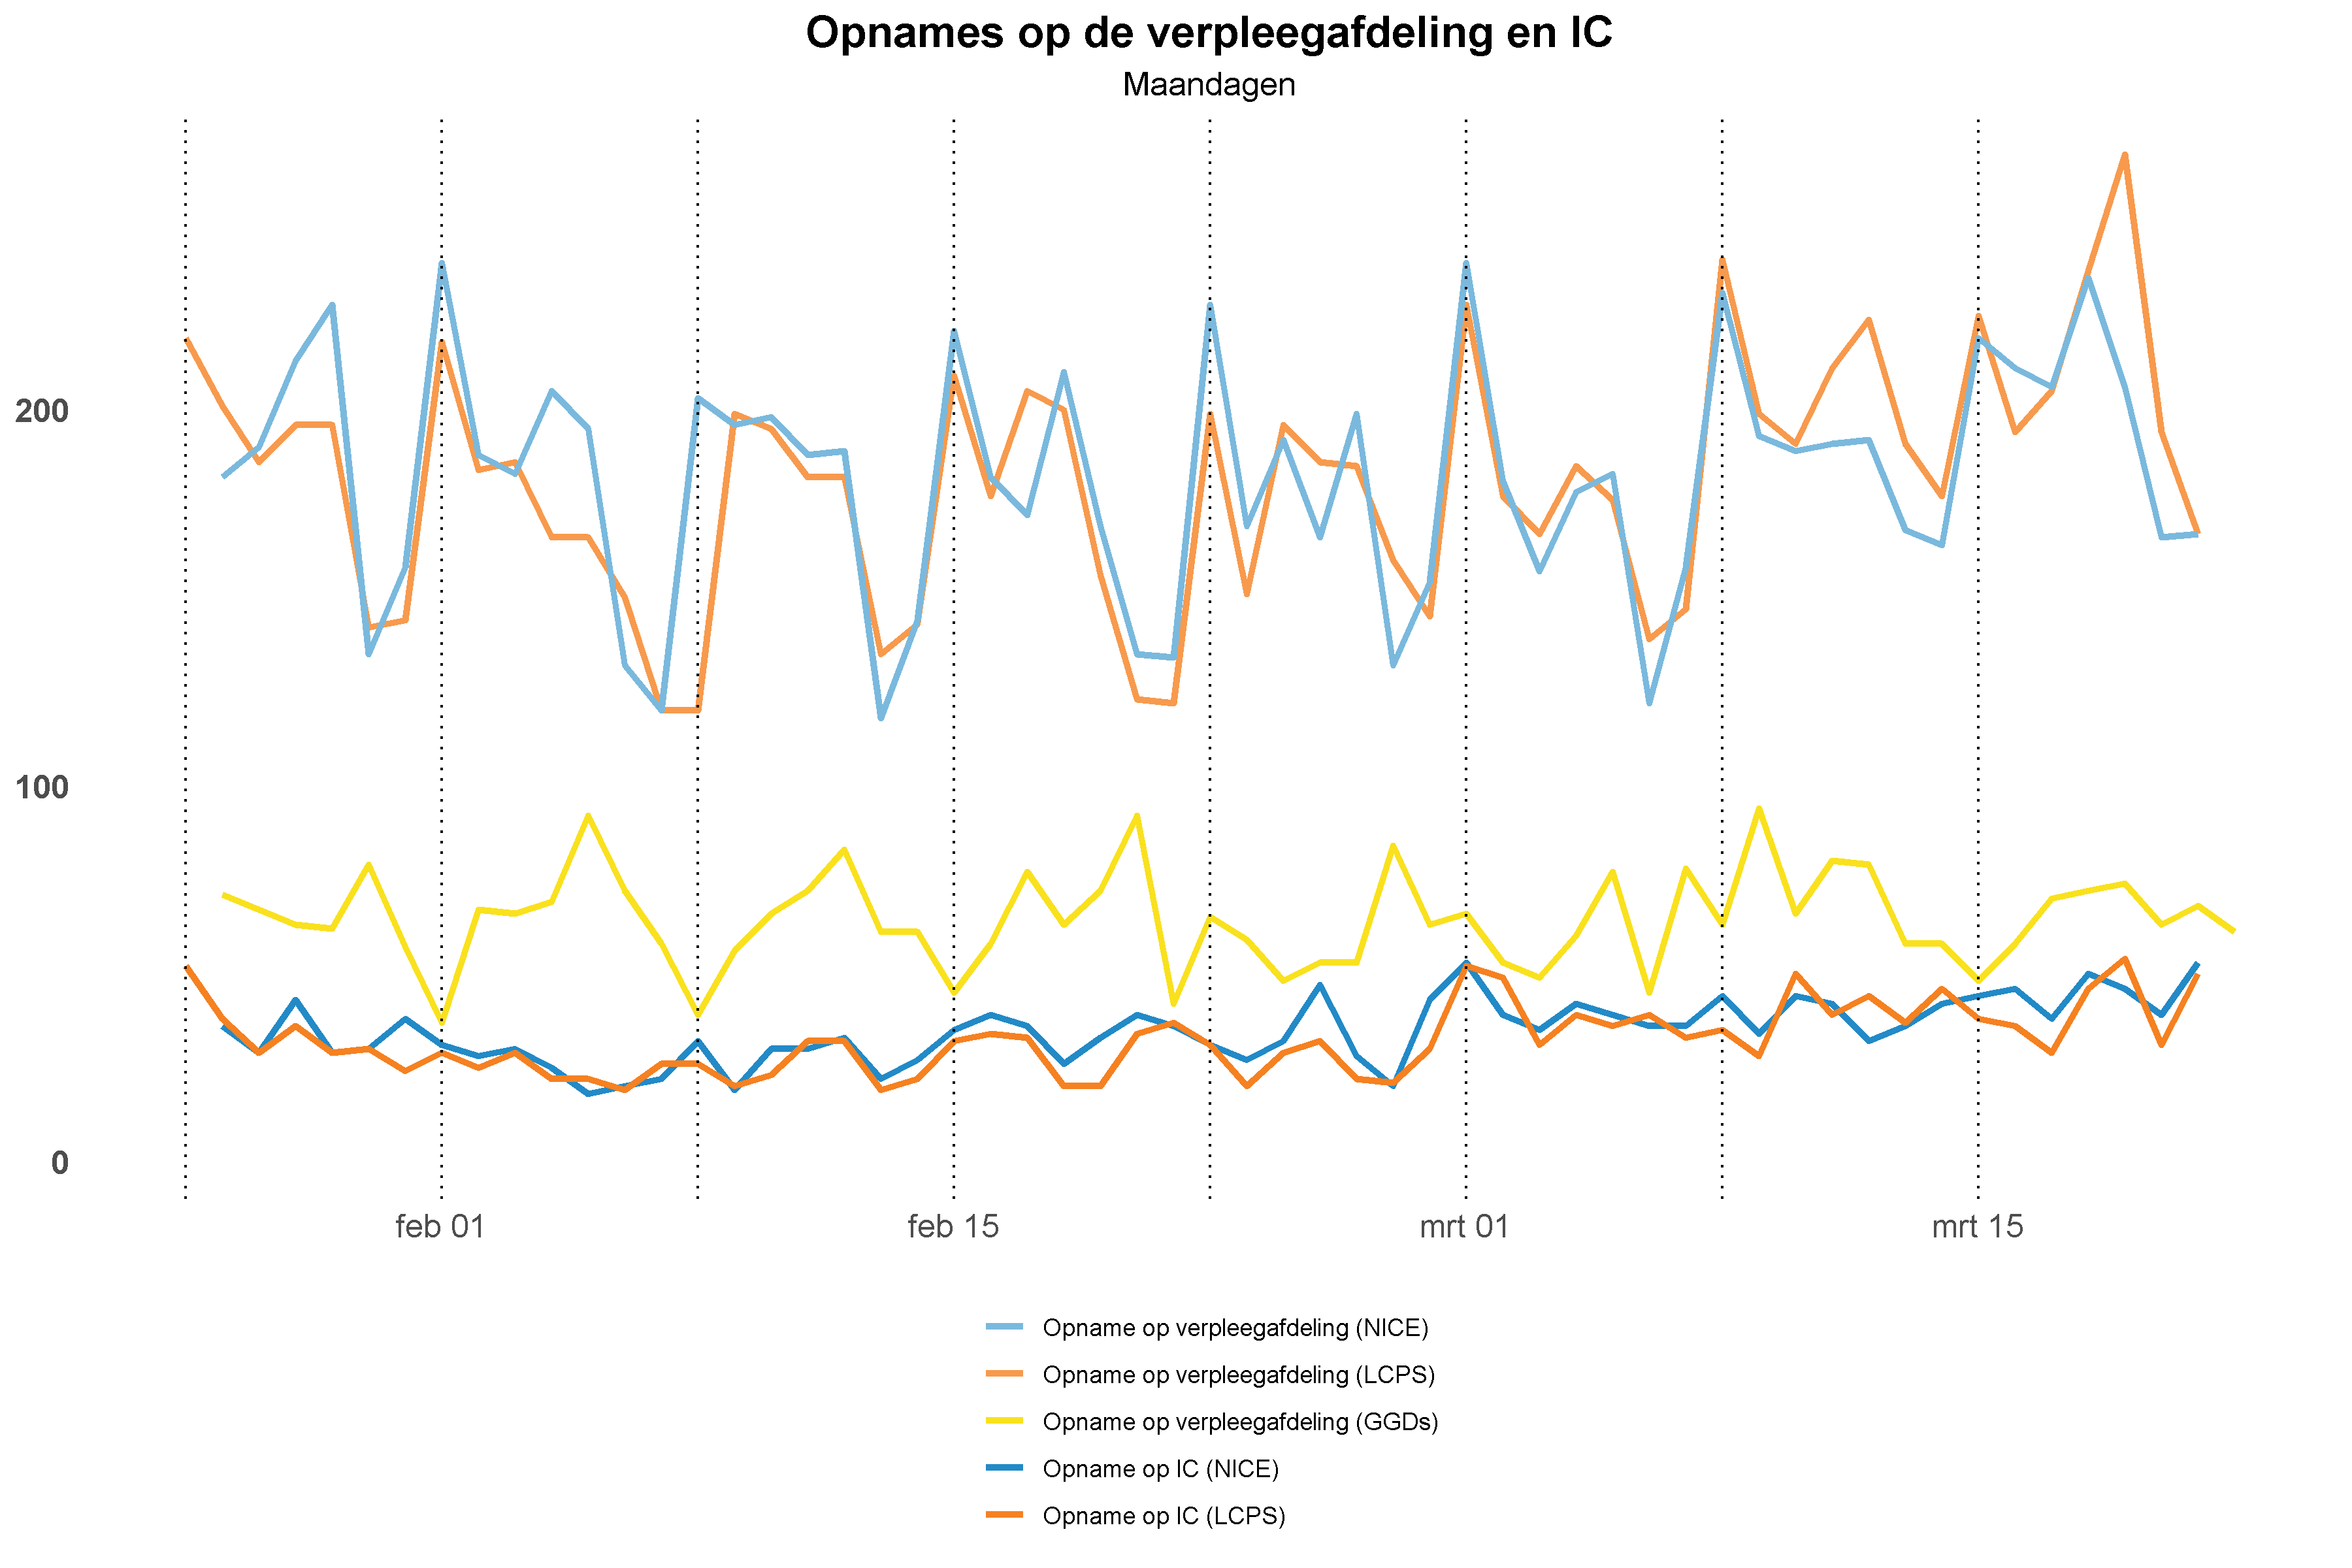 Opnames op de verpleegafdeling en IC
Maandagen
200
100
0
feb 01
feb 15
mrt 01
mrt 15
Opname op verpleegafdeling (NICE)
Opname op verpleegafdeling (LCPS)
Opname op verpleegafdeling (GGDs)
Opname op IC (NICE)
Opname op IC (LCPS)